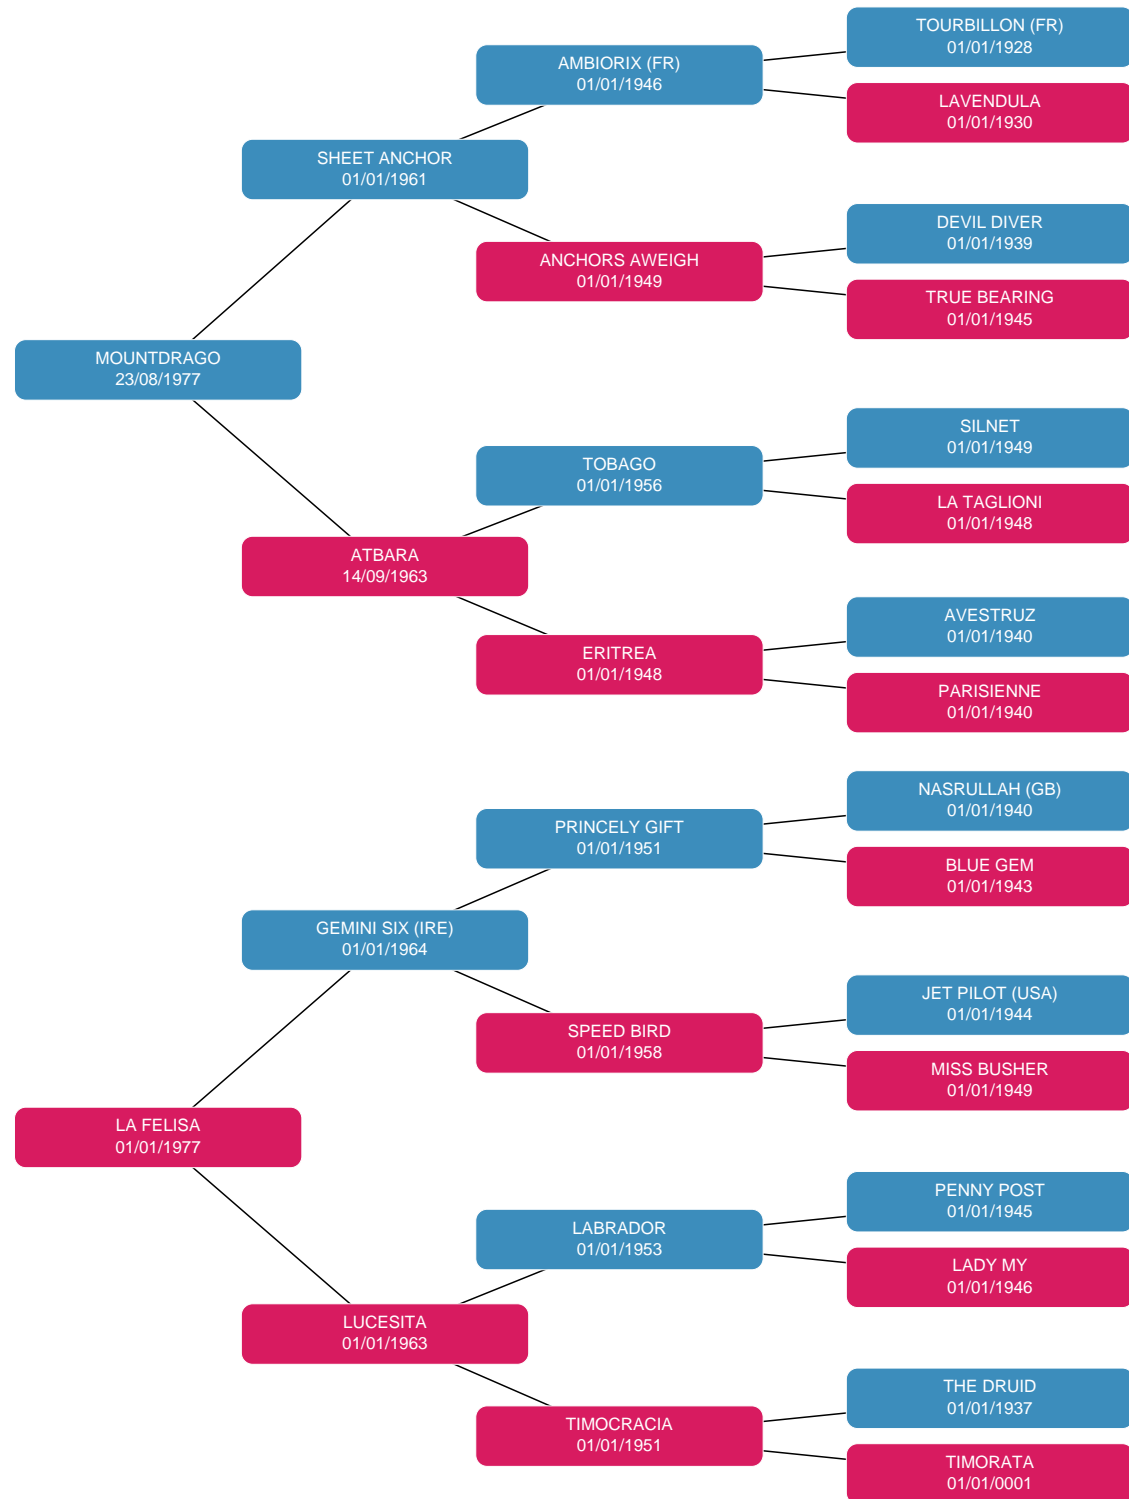 TOURBILLON (FR)
01/01/1928
AMBIORIX (FR)
01/01/1946
LAVENDULA
01/01/1930
SHEET ANCHOR
01/01/1961
DEVIL DIVER
01/01/1939
ANCHORS AWEIGH
01/01/1949
TRUE BEARING
01/01/1945
MOUNTDRAGO
23/08/1977
SILNET
01/01/1949
TOBAGO
01/01/1956
LA TAGLIONI
01/01/1948
ATBARA
14/09/1963
AVESTRUZ
01/01/1940
ERITREA
01/01/1948
PARISIENNE
01/01/1940
NASRULLAH (GB)
01/01/1940
PRINCELY GIFT
01/01/1951
BLUE GEM
01/01/1943
GEMINI SIX (IRE)
01/01/1964
JET PILOT (USA)
01/01/1944
SPEED BIRD
01/01/1958
MISS BUSHER
01/01/1949
LA FELISA
01/01/1977
PENNY POST
01/01/1945
LABRADOR
01/01/1953
LADY MY
01/01/1946
LUCESITA
01/01/1963
THE DRUID
01/01/1937
TIMOCRACIA
01/01/1951
TIMORATA
01/01/0001